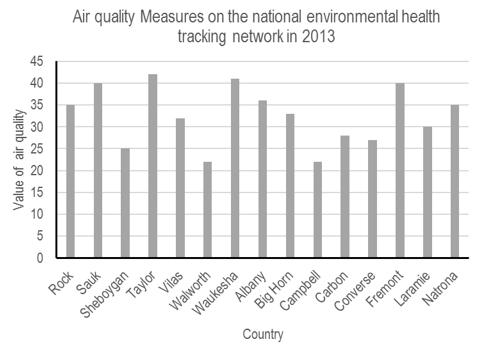 Air quality Measures on the national environmental health
tracking network in 2013
Value of air quality
45
40
35
30
25
20
15
10
5
0
Rock
Sauk
Sheboygan
Taylor
Vilas
Walworth
Waukesha
Albany
Big Horn
Campbell
Carbon
Converse
Fremont
Laramie
Natrona
Country